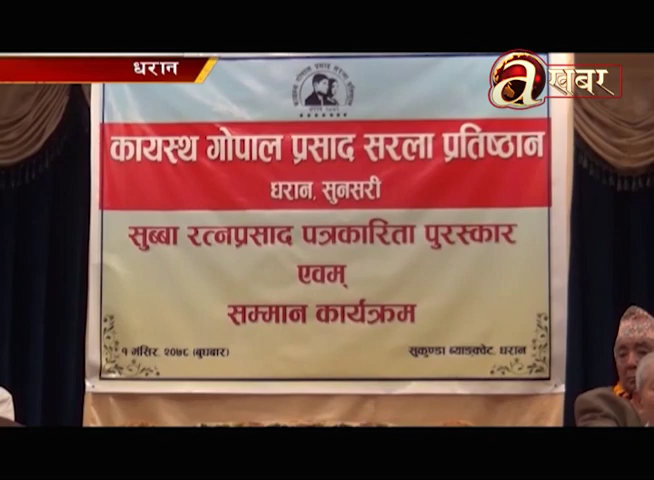 धरान
a खबर
कायस्थ गोपाल प्रसाद सरला प्रतिष्ठान
धरान, सुनसरी
सुब्बा रत्नप्रसाद पत्रकारिता पुरस्कार
एवम्
सम्मान कार्यक्रम
१ मंसिर, २०७८ (बुधबार)
सुकुण्डा ब्याङ्क्वेट, धरान